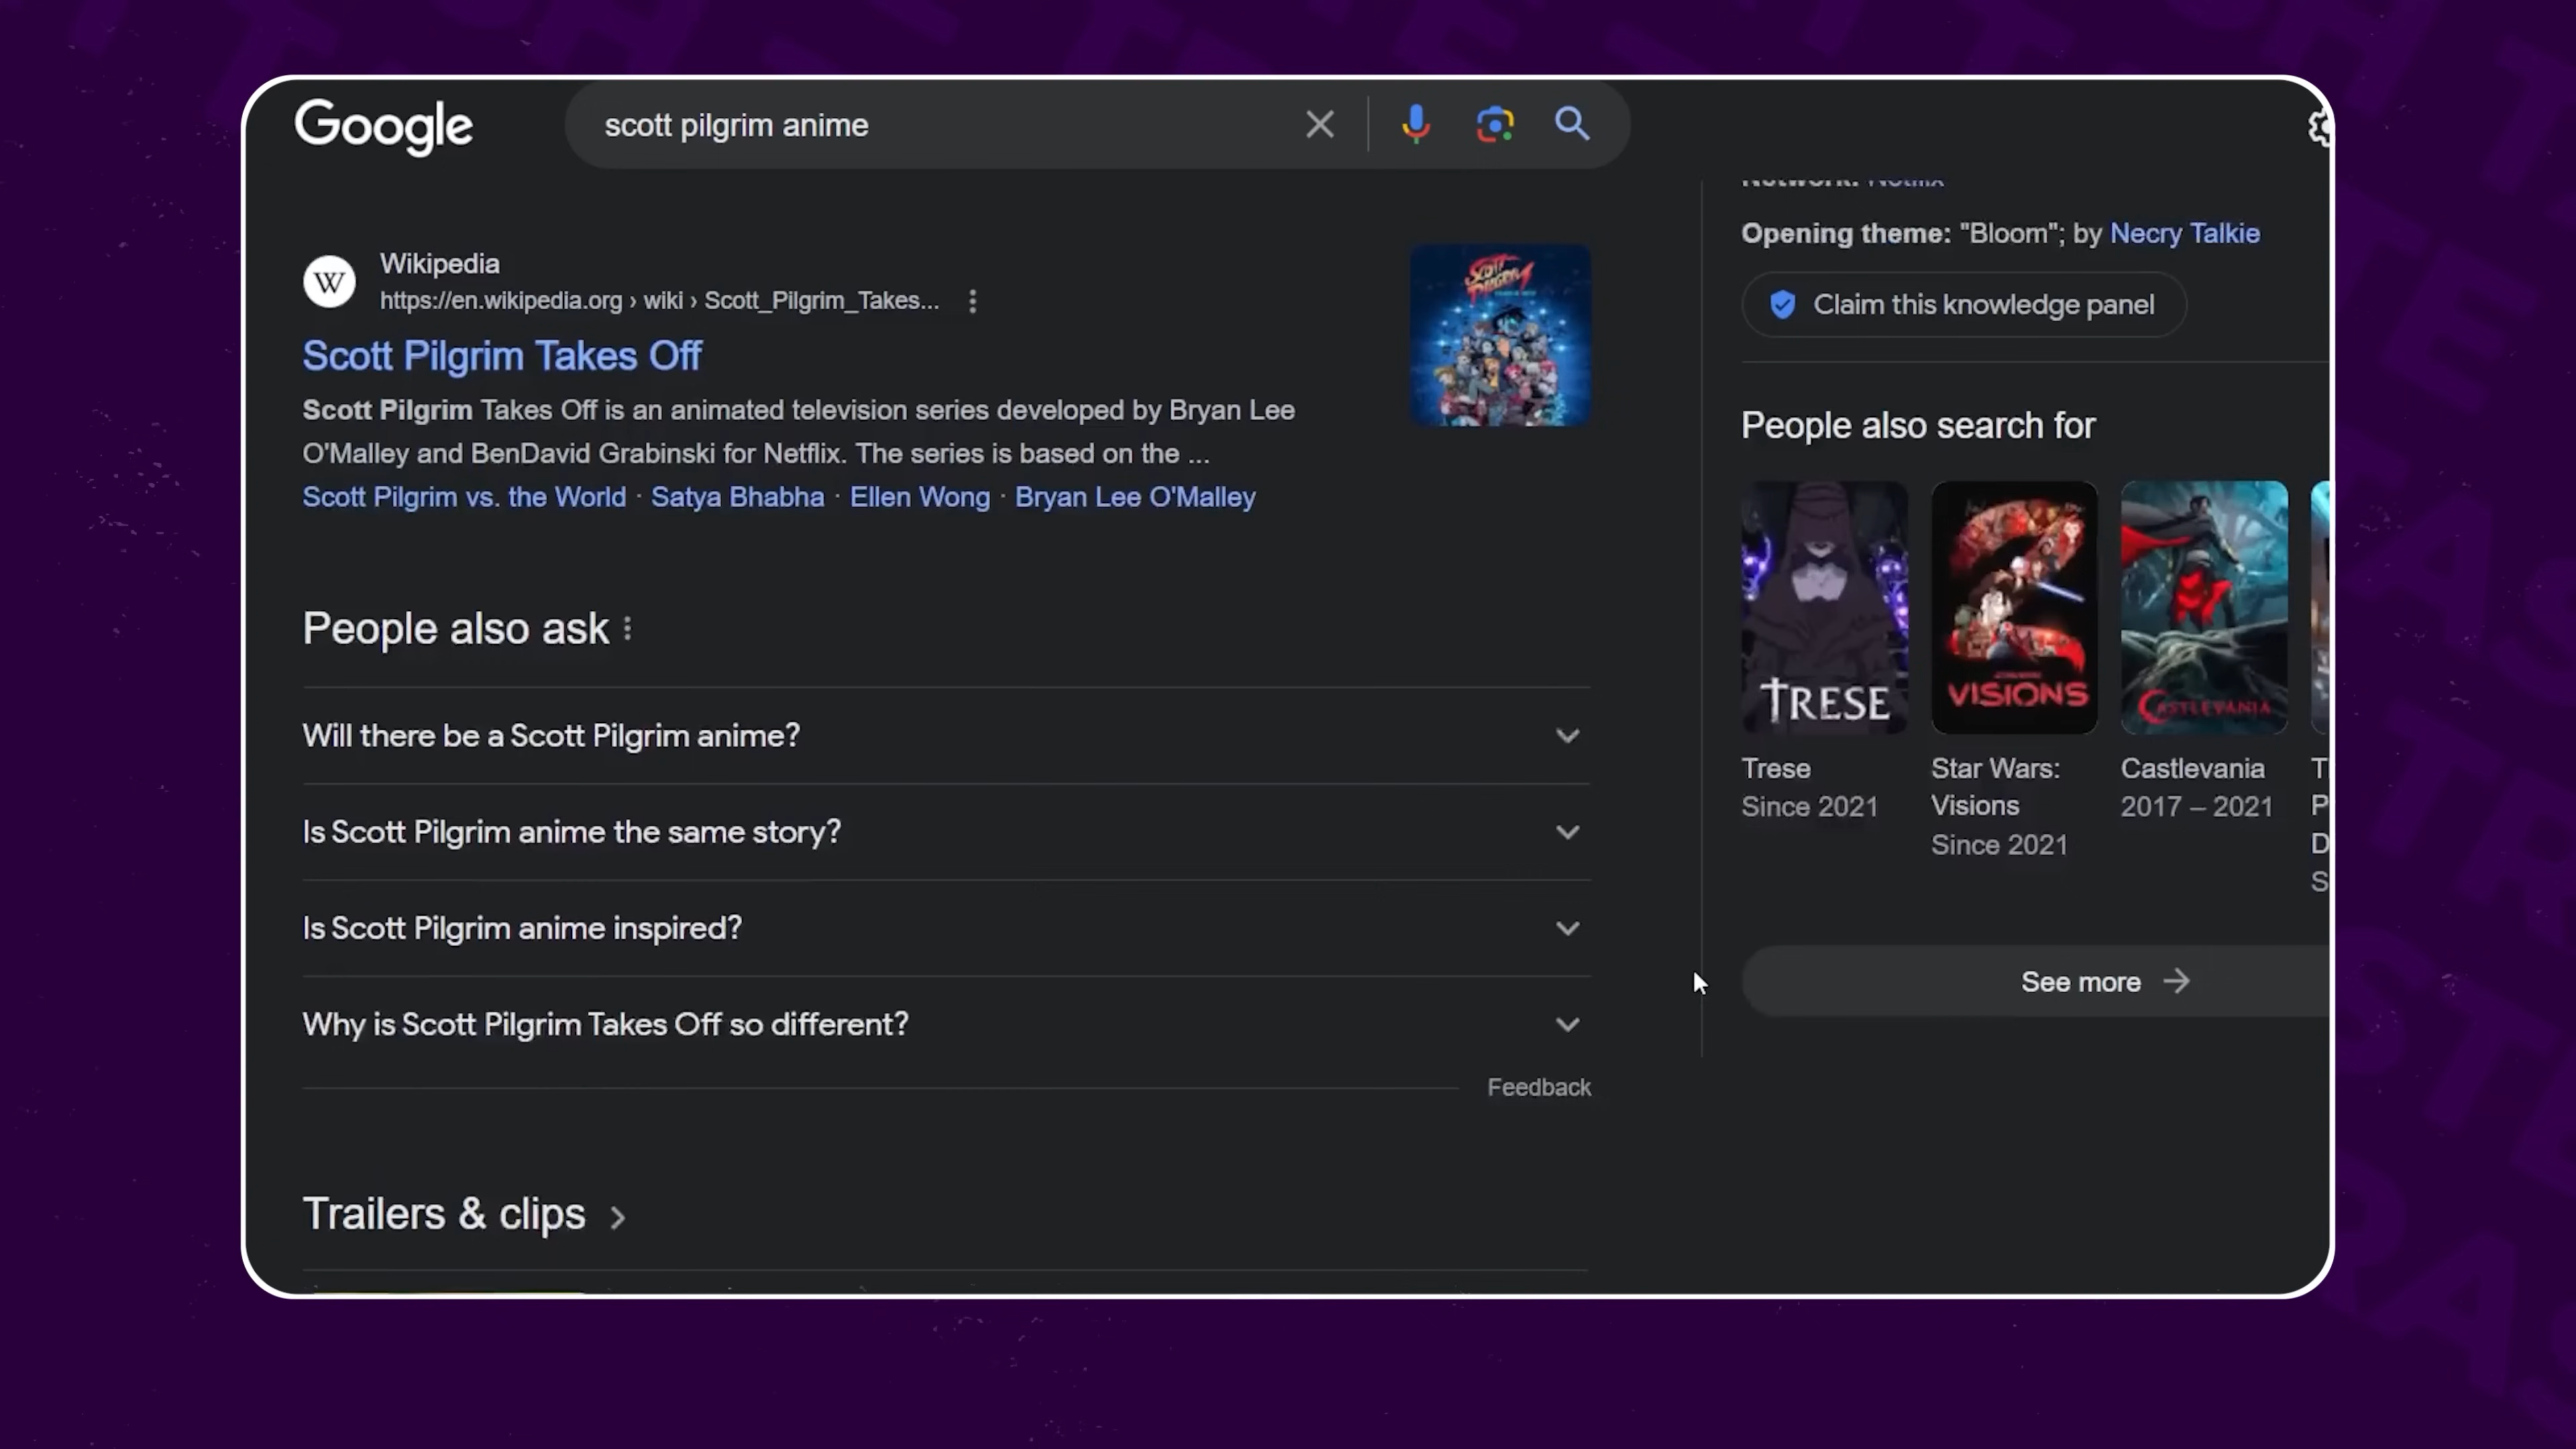 Google
scott pilgrim anime
Wikipedia
https://en.wikipedia.org › wiki › Scott_Pilgrim_Takes...
Scott Pilgrim Takes Off
Scott Pilgrim Takes Off is an animated television series developed by Bryan Lee
O'Malley and BenDavid Grabinski for Netflix. The series is based on the ...
Scott Pilgrim vs. the World · Satya Bhabha · Ellen Wong · Bryan Lee O'Malley
SCOTT
PILGRIM
People also ask
Will there be a Scott Pilgrim anime?
Is Scott Pilgrim anime the same story?
Is Scott Pilgrim anime inspired?
Why is Scott Pilgrim Takes Off so different?
Feedback
Trailers & clips
Network: Netflix
Opening theme: "Bloom"; by Necry Talkie
Claim this knowledge panel
People also search for
TRESE
VISIONS
CASTLEVANIA
Trese
Since 2021
Star Wars:
Visions
Since 2021
Castlevania
2017 – 2021
See more